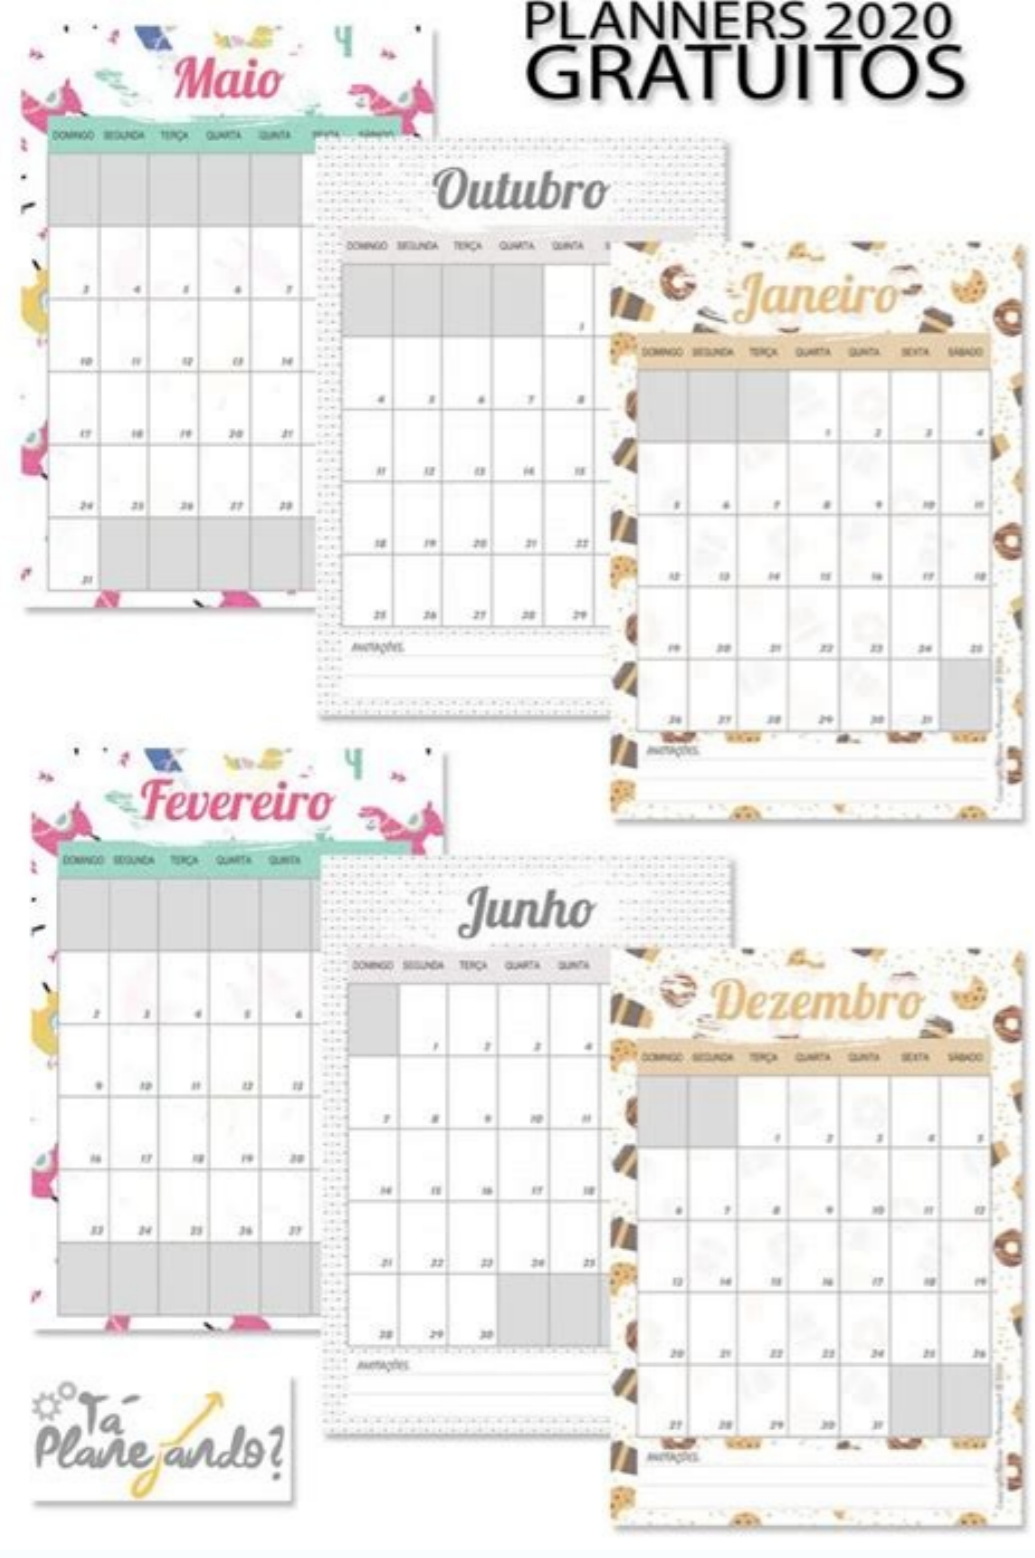 PLANNERS 2020
GRATUITOS
Maio
DOMINGO SEGUNDA TERÇA QUARTA QUINTA SEXTA SÁBADO
3 4 5 6 7
10 11 12 13 14
17 18 19 20 21
24 25 26 27 28
31
Outubro
DOMINGO SEGUNDA TERÇA QUARTA QUINTA S
1
4 5 6 7 8
11 12 13 14 15
18 19 20 21 22
25 26 27 28 29
ANOTAÇÕES.
Janeiro
DOMINGO SEGUNDA TERÇA QUARTA QUINTA SEXTA SÁBADO
1 2 3 4
5 6 7 8 9 10 11
12 13 14 15 16 17 18
19 20 21 22 23 24 25
26 27 28 29 30 31
ANOTAÇÕES.
Fevereiro
DOMINGO SEGUNDA TERÇA QUARTA QUINTA
2 3 4 5 6
9 10 11 12 13
16 17 18 19 20
23 24 25 26 27
Junho
DOMINGO SEGUNDA TERÇA QUARTA QUINTA
1 2 3 4
7 8 9 10 11
14 15 16 17 18
21 22 23 24 25
28 29 30
ANOTAÇÕES.
Dezembro
DOMINGO SEGUNDA TERÇA QUARTA QUINTA SEXTA SÁBADO
1 2 3 4 5
6 7 8 9 10 11 12
13 14 15 16 17 18 19
20 21 22 23 24 25 26
27 28 29 30 31
ANOTAÇÕES.
Tá
Planejando?